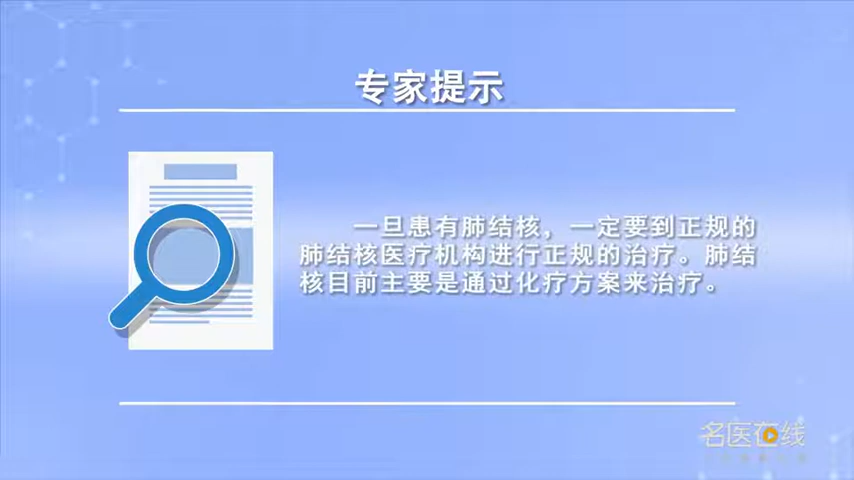 专家提示
一旦患有肺结核，一定要到正规的
肺结核医疗机构进行正规的治疗。肺结
核目前主要是通过化疗方案来治疗。
名医在线